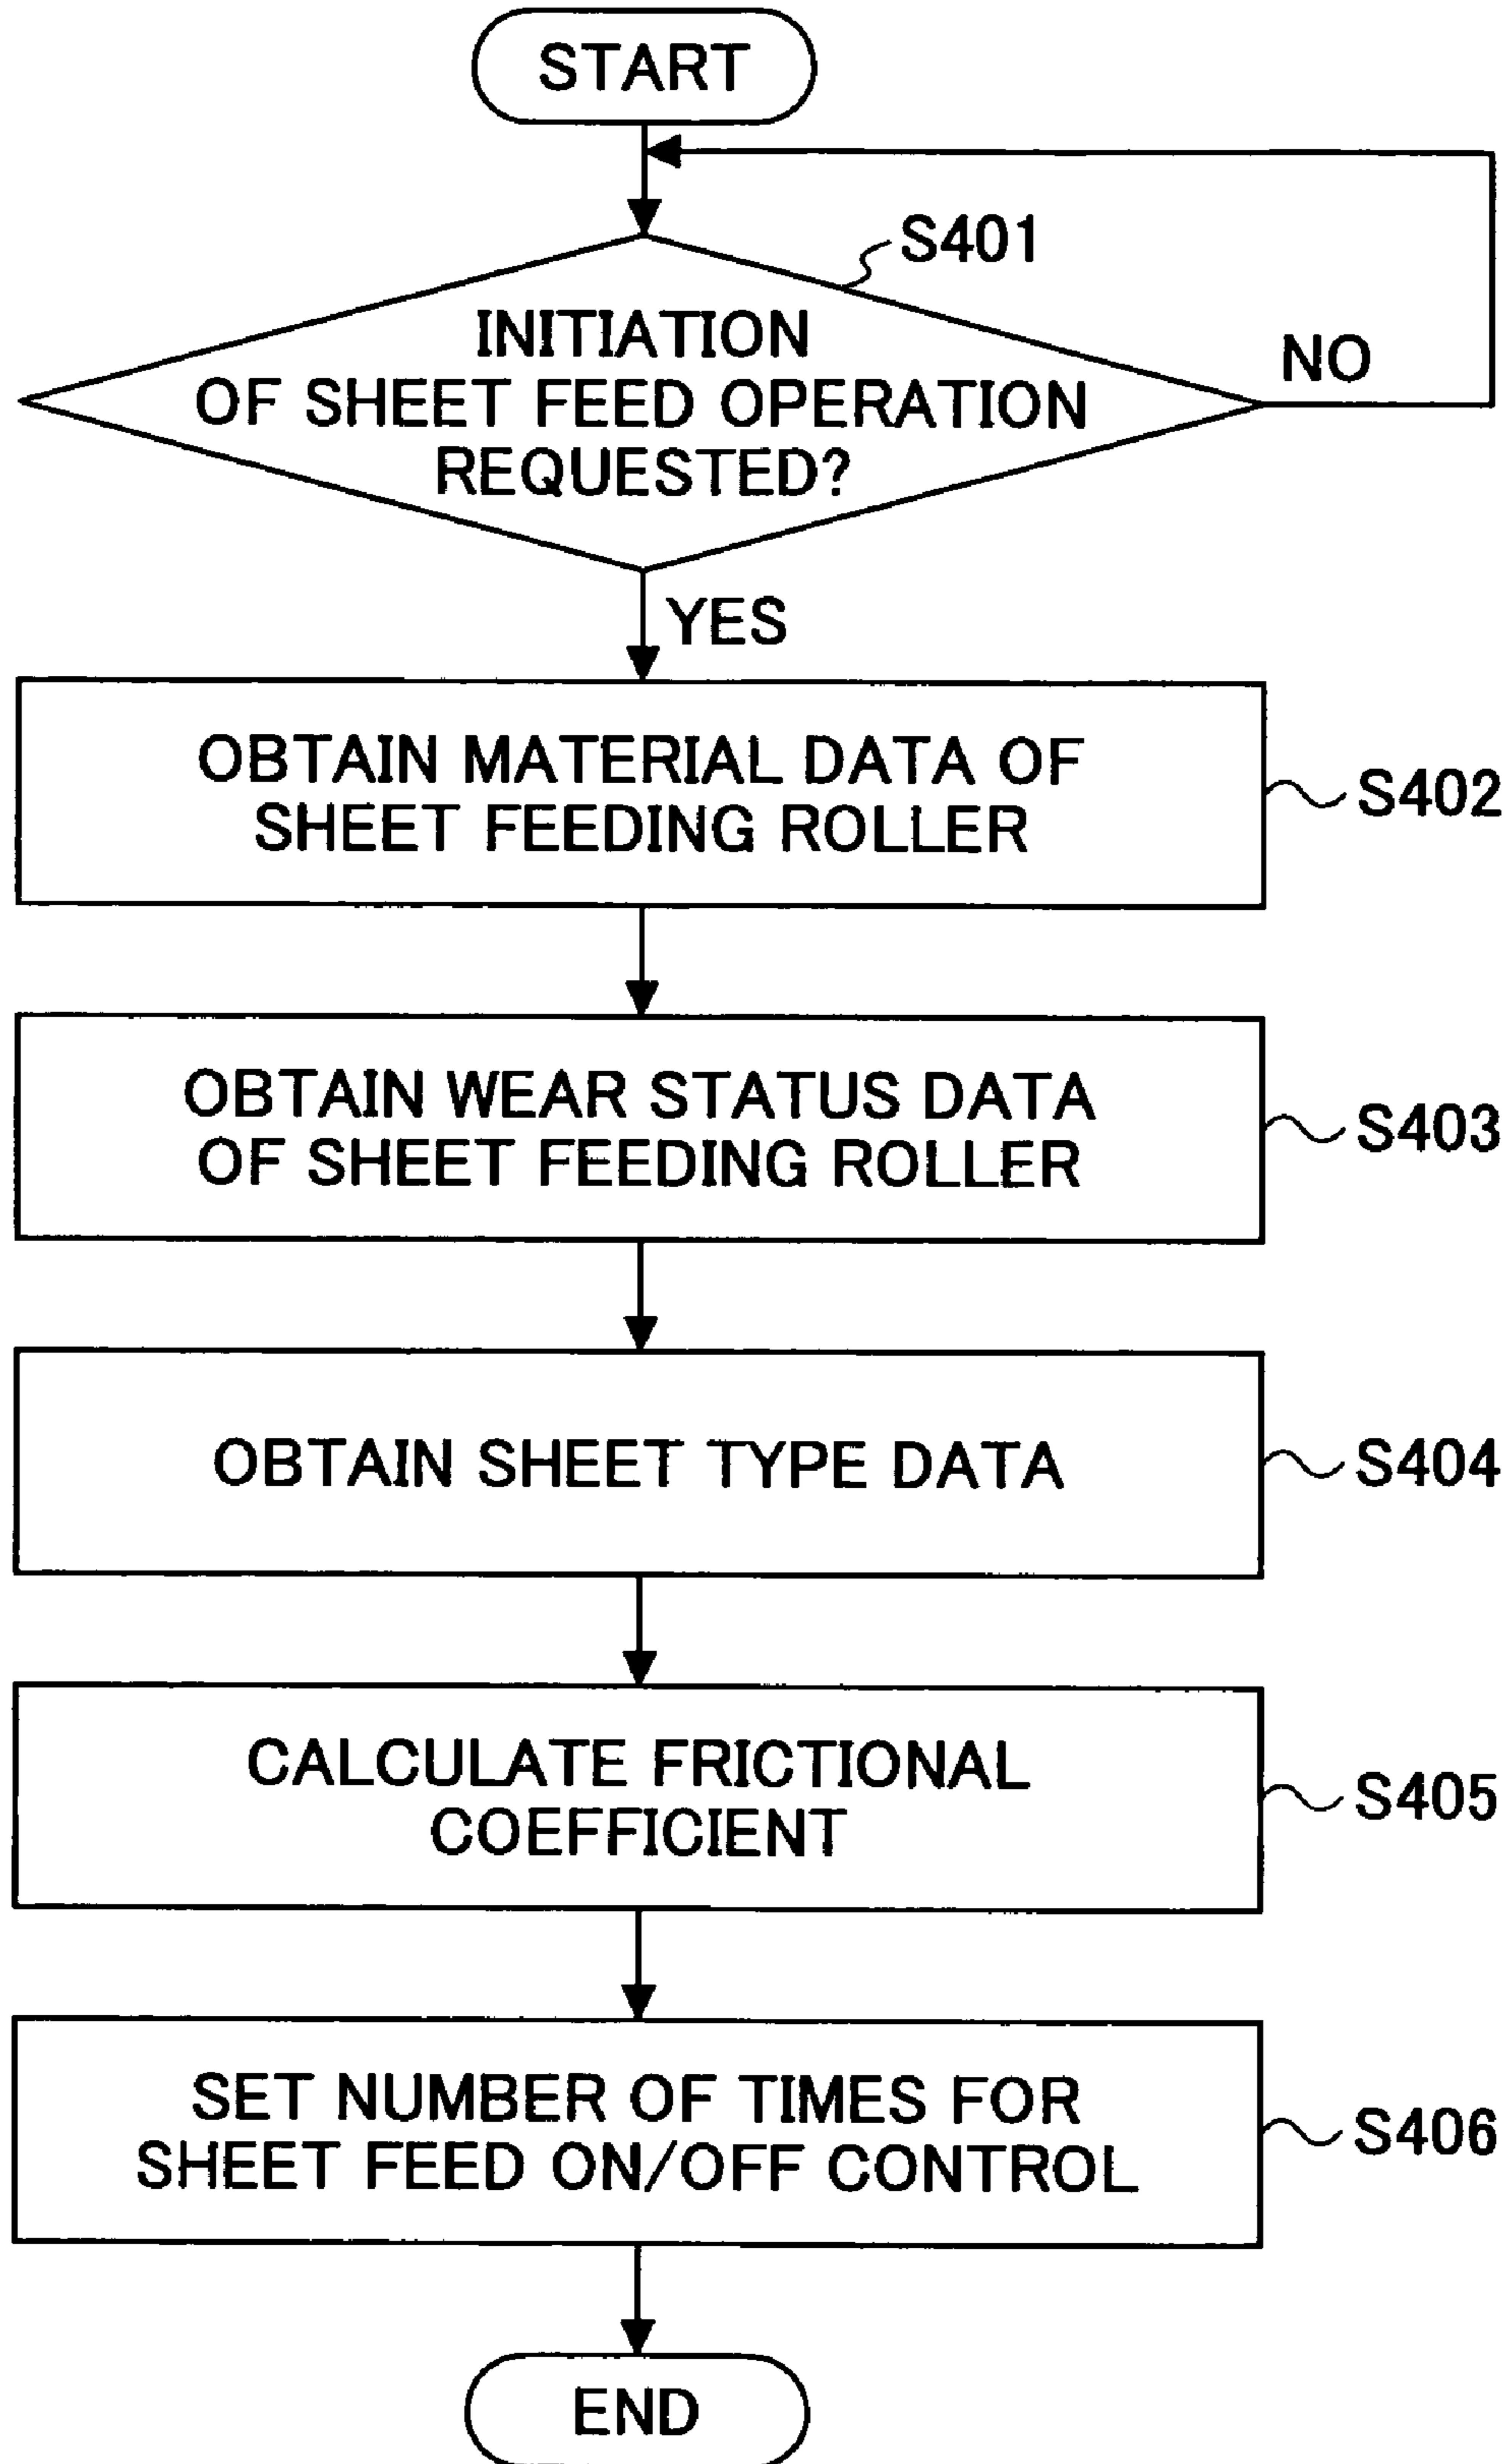 START
S401
INITIATION
OF SHEET FEED OPERATION
REQUESTED?
NO
YES
OBTAIN MATERIAL DATA OF
SHEET FEEDING ROLLER
S402
OBTAIN WEAR STATUS DATA
OF SHEET FEEDING ROLLER
S403
OBTAIN SHEET TYPE DATA
S404
CALCULATE FRICTIONAL
COEFFICIENT
S405
SET NUMBER OF TIMES FOR
SHEET FEED ON/OFF CONTROL
S406
END